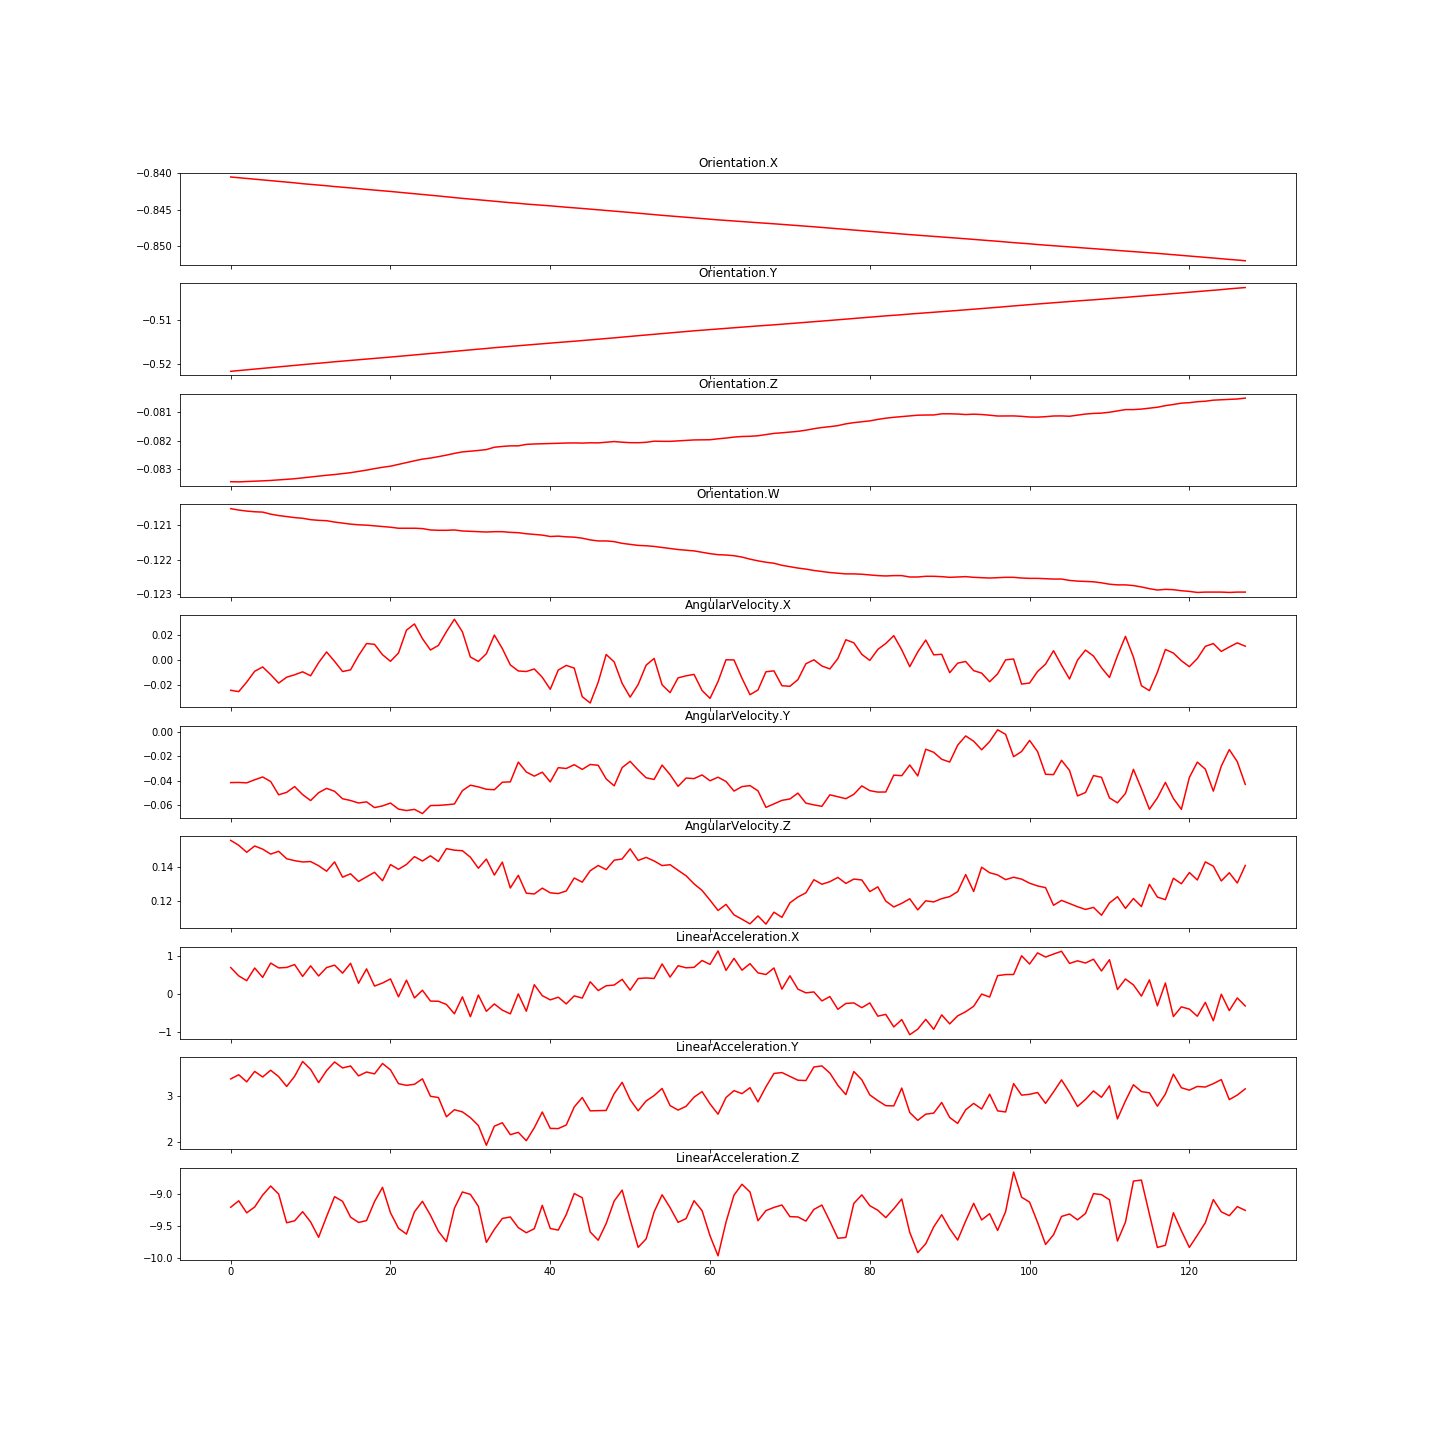 Orientation.X
−0.840
−0.845
−0.850
Orientation.Y
−0.51
−0.52
Orientation.Z
−0.081
−0.082
−0.083
Orientation.W
−0.121
−0.122
−0.123
AngularVelocity.X
0.02
0.00
−0.02
AngularVelocity.Y
0.00
−0.02
−0.04
−0.06
AngularVelocity.Z
0.14
0.12
LinearAcceleration.X
1
0
−1
LinearAcceleration.Y
3
2
LinearAcceleration.Z
−9.0
−9.5
−10.0
0 20 40 60 80 100 120